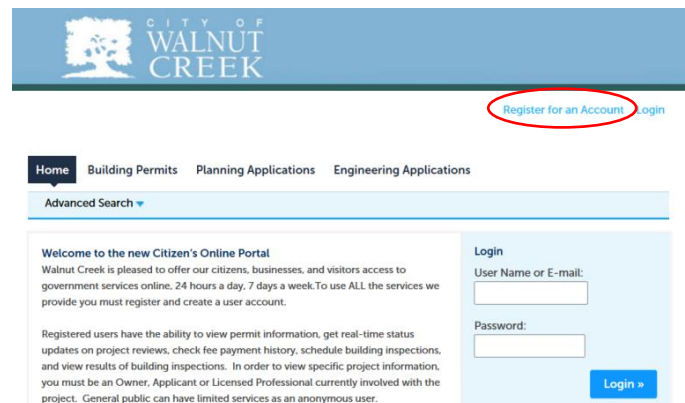 CITY OF
WALNUT
CREEK
Register for an Account Login
Home Building Permits Planning Applications Engineering Applications
Advanced Search
Welcome to the new Citizen's Online Portal
Walnut Creek is pleased to offer our citizens, businesses, and visitors access to
government services online, 24 hours a day, 7 days a week.To use ALL the services we
provide you must register and create a user account.
Registered users have the ability to view permit information, get real-time status
updates on project reviews, check fee payment history, schedule building inspections,
and view results of building inspections. In order to view specific project information,
you must be an Owner, Applicant or Licensed Professional currently involved with the
project. General public can have limited services as an anonymous user.
Login
User Name or E-mail:
Password:
Login »